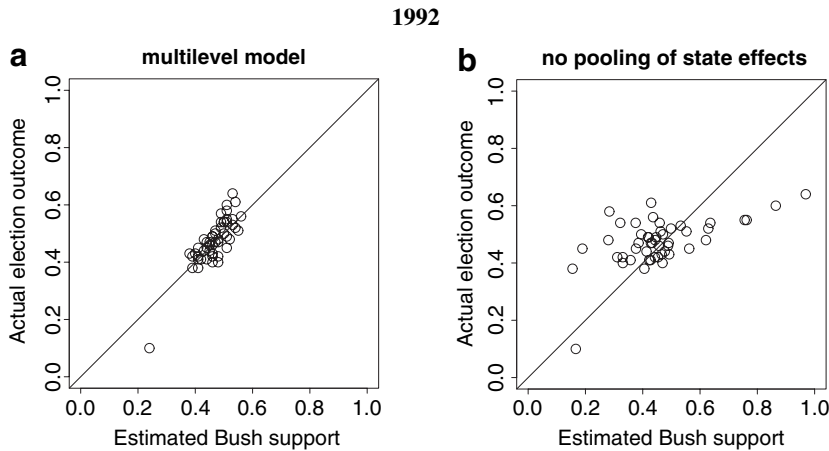 1992
a multilevel model
1.0
0.8
0.6
0.4
0.2
0.0
Actual election outcome
0.0 0.2 0.4 0.6 0.8 1.0
Estimated Bush support
b no pooling of state effects
1.0
0.8
0.6
0.4
0.2
0.0
Actual election outcome
0.0 0.2 0.4 0.6 0.8 1.0
Estimated Bush support